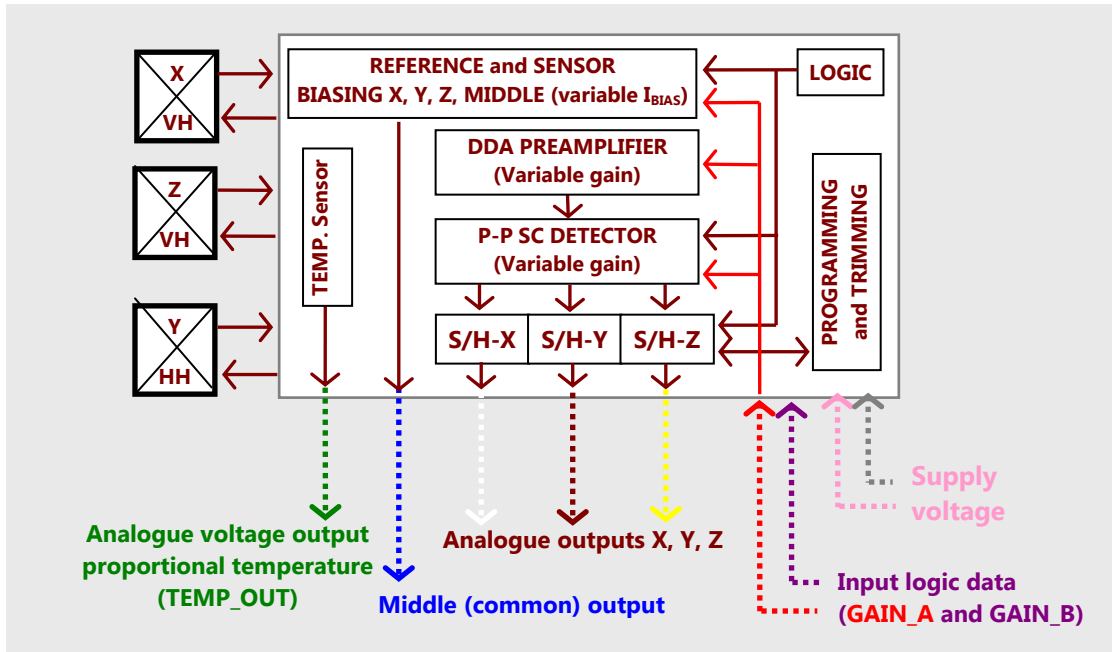 X
VH
Z
VH
Y
HH
REFERENCE and SENSOR
BIASING X, Y, Z, MIDDLE (variable IBIAS)
LOGIC
TEMP. Sensor
DDA PREAMPLIFIER
(Variable gain)
P-P SC DETECTOR
(Variable gain)
S/H-X
S/H-Y
S/H-Z
PROGRAMMING
and TRIMMING
Analogue voltage output
proportional temperature
(TEMP_OUT)
Middle (common) output
Analogue outputs X, Y, Z
Supply
voltage
Input logic data
(GAIN_A and GAIN_B)